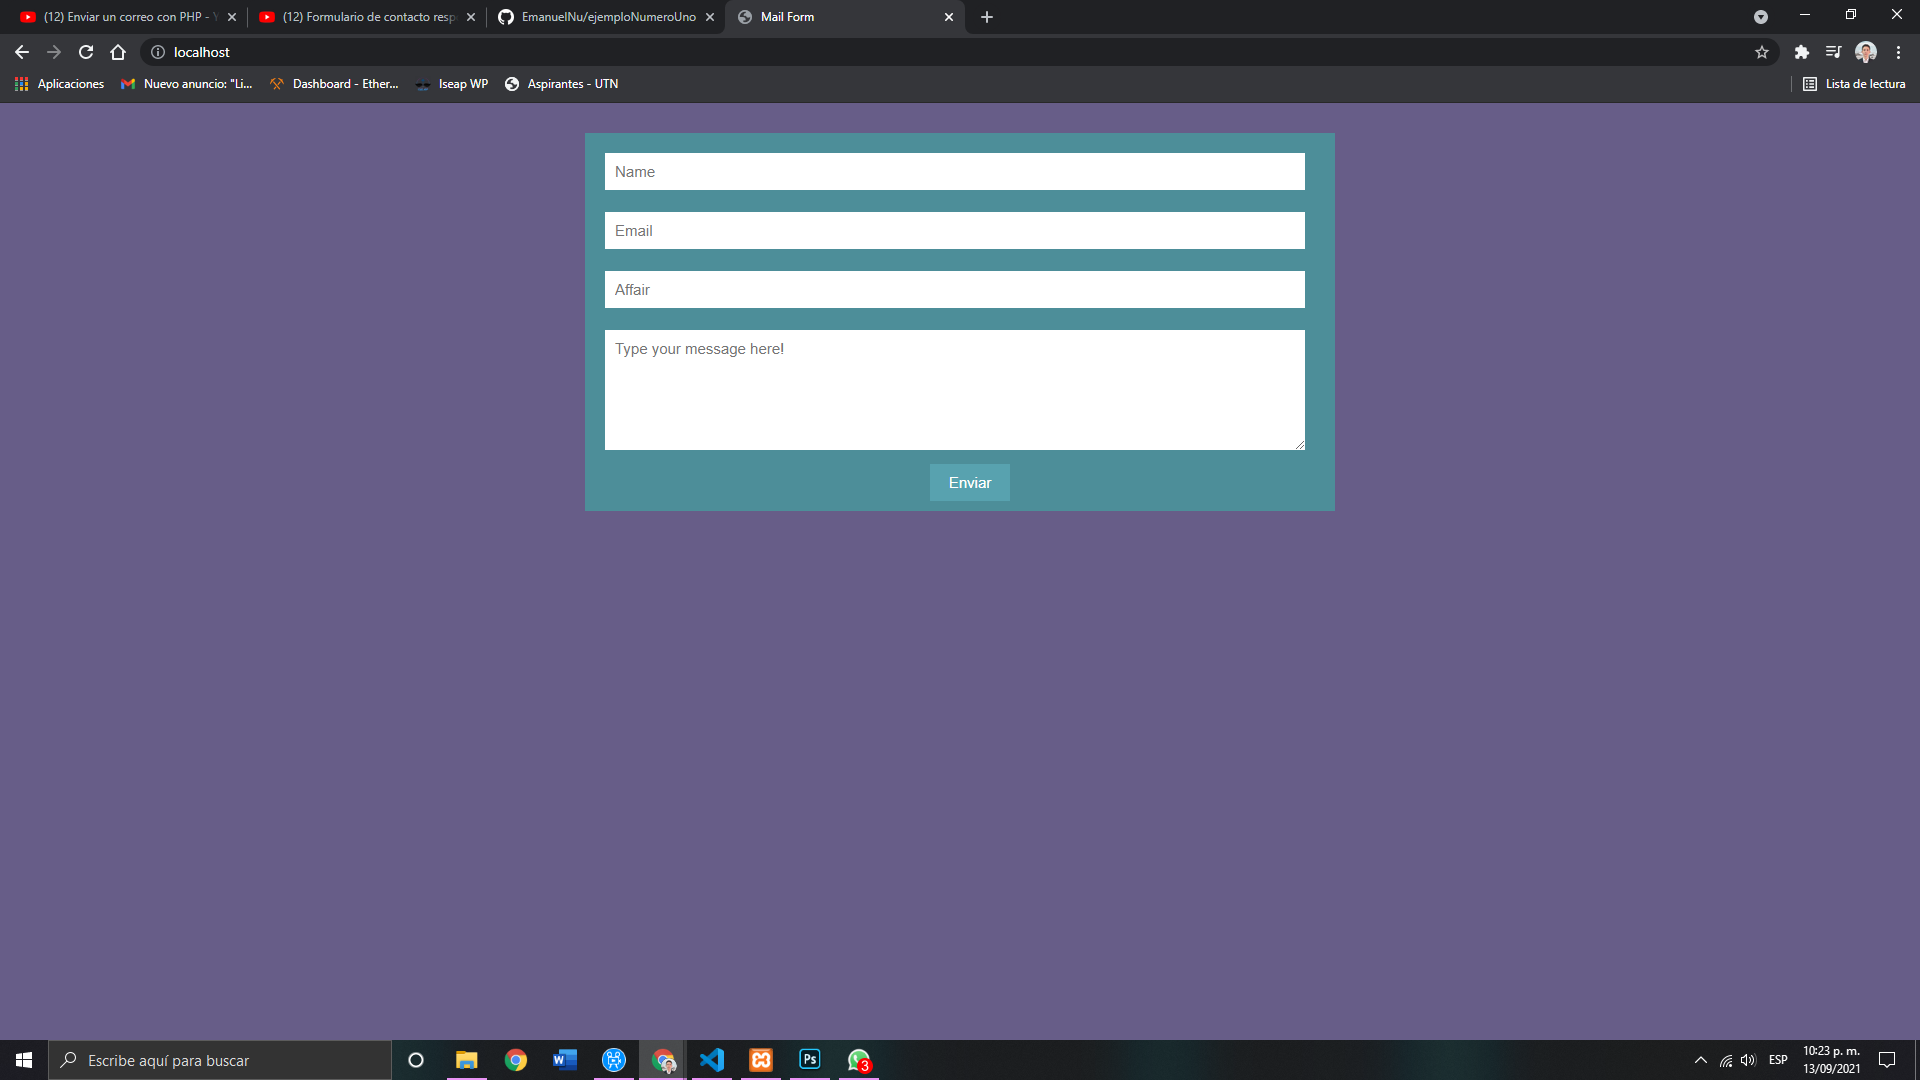 (12) Enviar un correo con PHP - Y
(12) Formulario de contacto resp
EmanuelNu/ejemploNumeroUno
Mail Form
localhost
Aplicaciones
Nuevo anuncio: "Li...
Dashboard - Ether...
Iseap WP
Aspirantes - UTN
Lista de lectura
Name
Email
Affair
Type your message here!
Enviar
Escribe aquí para buscar
W
Ps
3
ESP
10:23 p. m.
13/09/2021